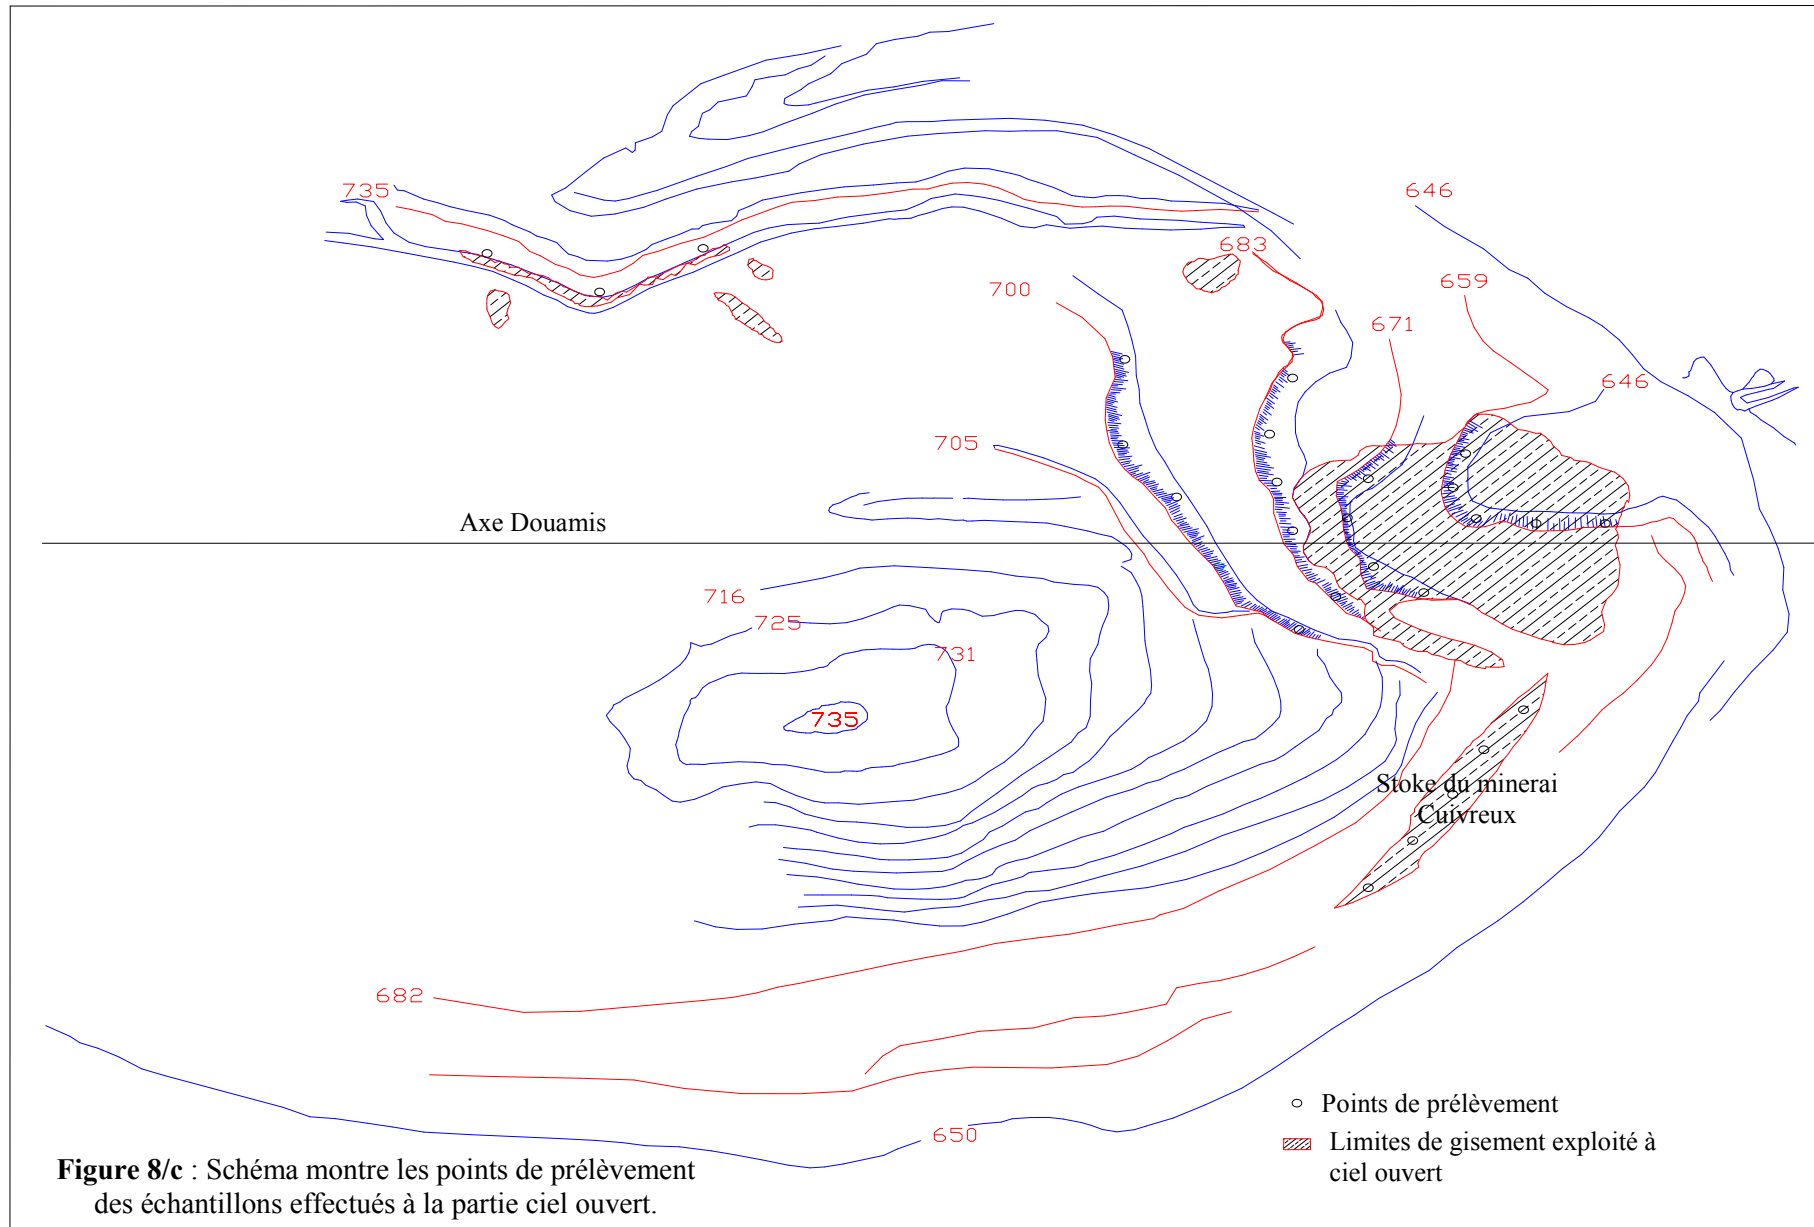 735
646
683
659
700
671
646
705
Axe Douamis
716
725
731
735
Stoke du minerai
Cuivreux
682
650
Points de prélèvement
Limites de gisement exploité à
ciel ouvert
Figure 8/c : Schéma montre les points de prélèvement
des échantillons effectués à la partie ciel ouvert.